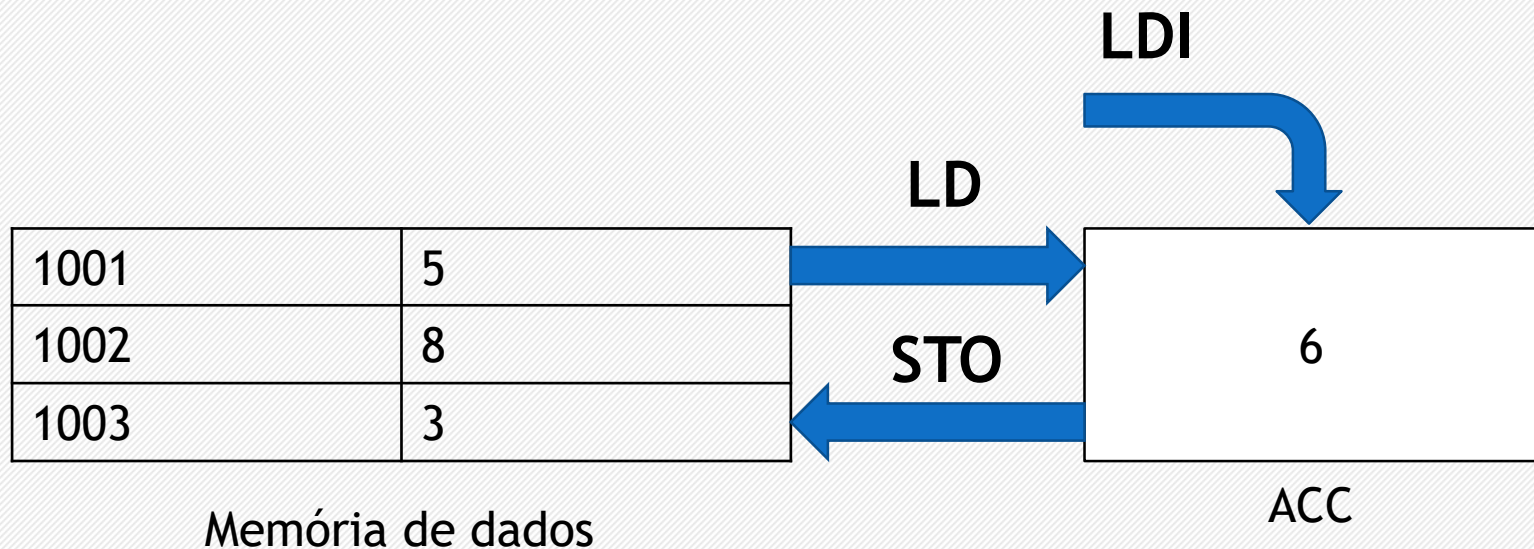 LDI
LD
1001 5
1002 8
STO
6
1003 3
Memória de dados
ACC